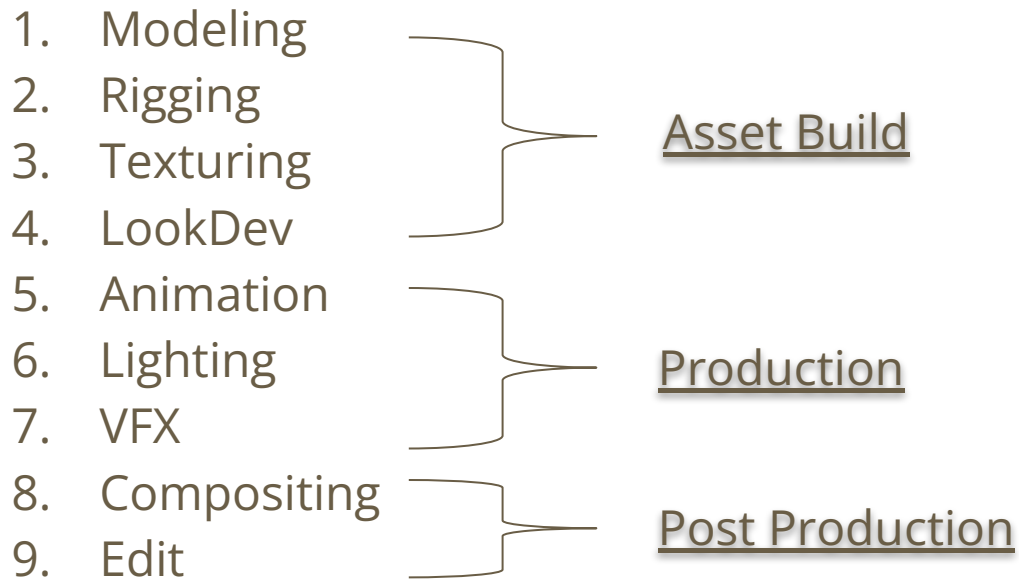 1. Modeling
2. Rigging
3. Texturing
4. LookDev
Asset Build
5. Animation
6. Lighting
7. VFX
Production
8. Compositing
9. Edit
Post Production